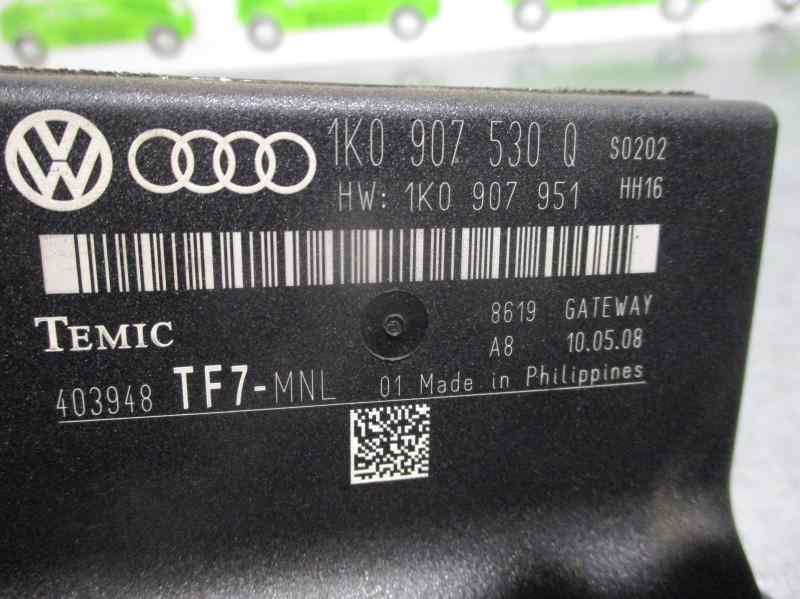 1K0 907 530 Q S0202
HW: 1K0 907 951 HH16
TEMIC 8619 GATEWAY
A8 10.05.08
403948 TF7-MNL 01 Made in Philippines